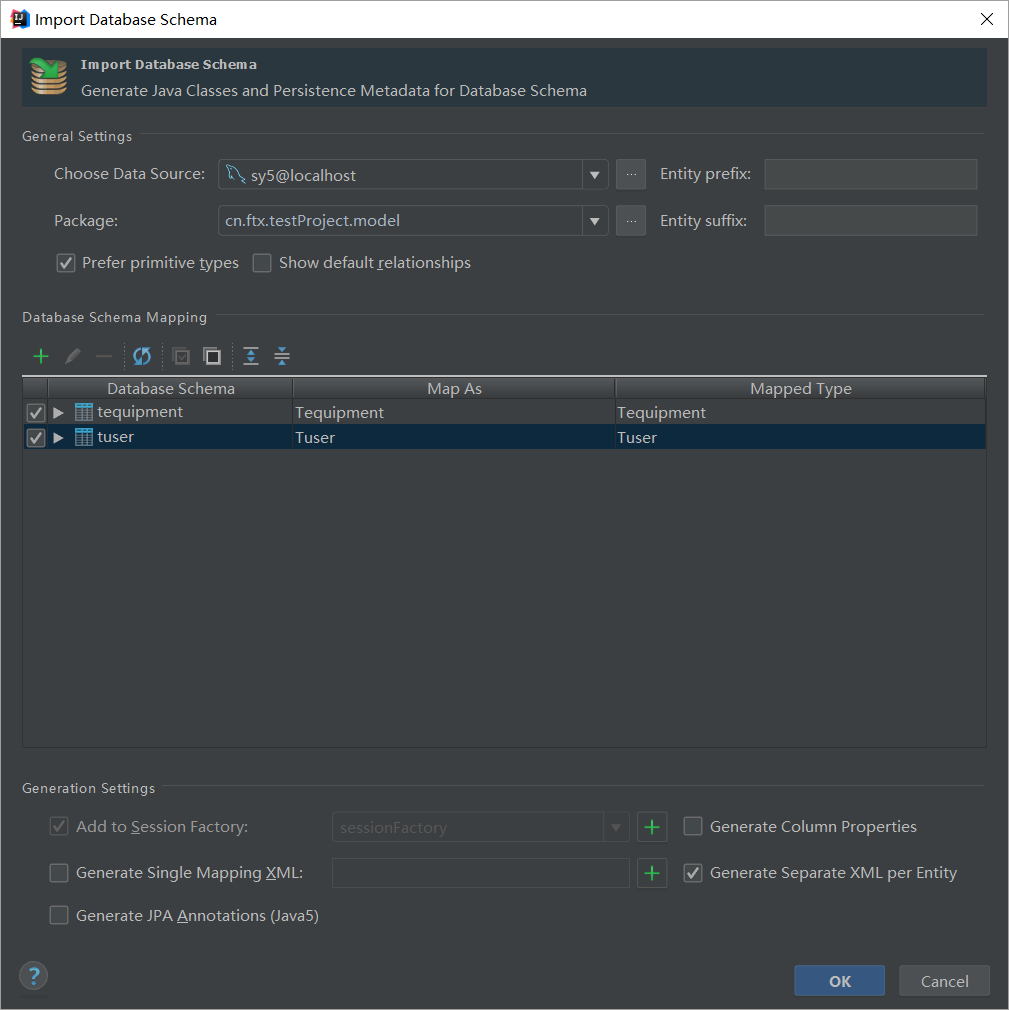 Import Database Schema
Import Database Schema
Generate Java Classes and Persistence Metadata for Database Schema
General Settings
Choose Data Source: sy5@localhost ... Entity prefix:
Package: cn.ftx.testProject.model ... Entity suffix:
Prefer primitive types Show default relationships
Database Schema Mapping
Database Schema Map As Mapped Type
tequipment Tequipment Tequipment
tuser Tuser Tuser
Generation Settings
Add to Session Factory: sessionFactory Generate Column Properties
Generate Single Mapping XML: Generate Separate XML per Entity
Generate JPA Annotations (Java5)
? OK Cancel